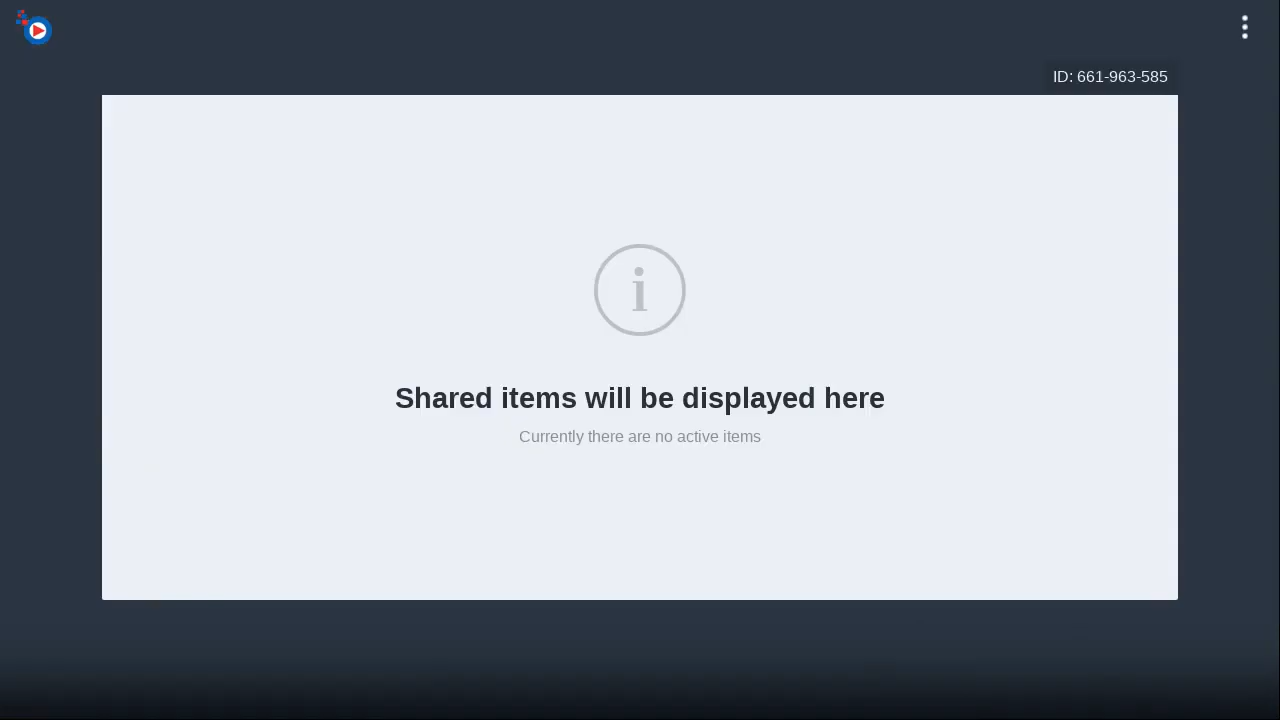 ID: 661-963-585
Shared items will be displayed here
Currently there are no active items